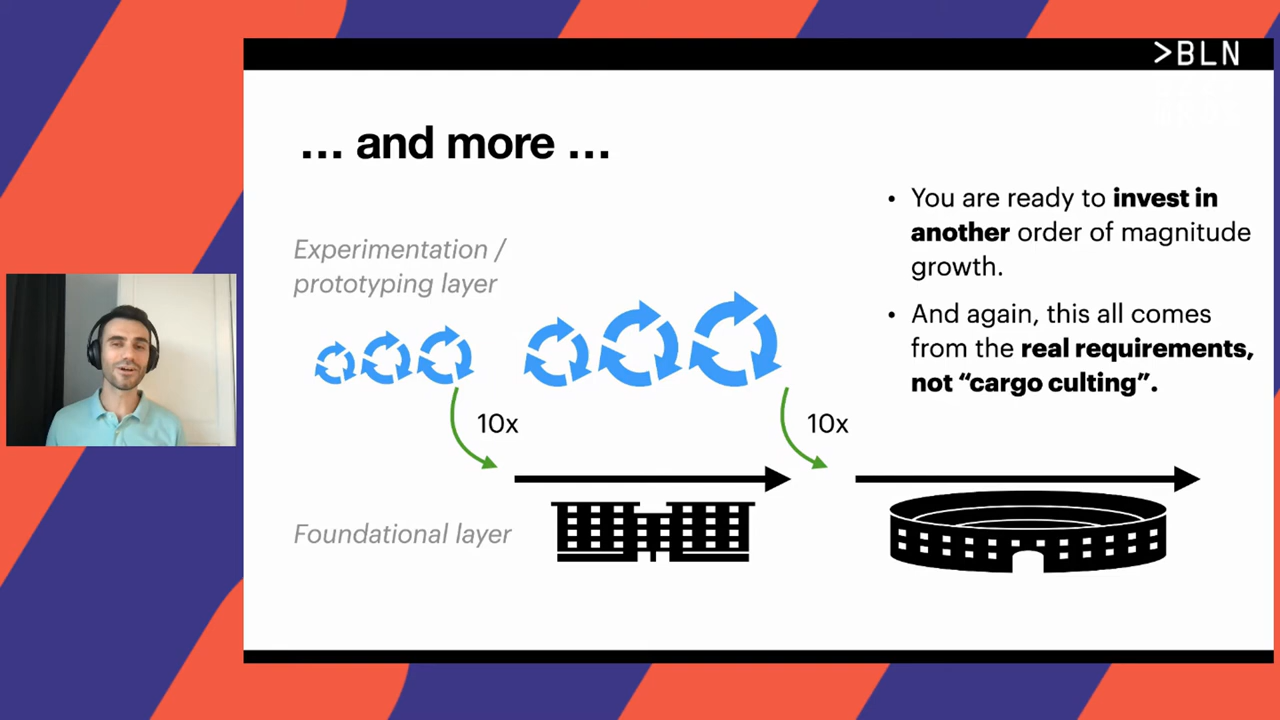 >BLN
… and more …
Experimentation /
prototyping layer
10x
10x
Foundational layer
• You are ready to invest in
another order of magnitude
growth.
• And again, this all comes
from the real requirements,
not “cargo culting”.